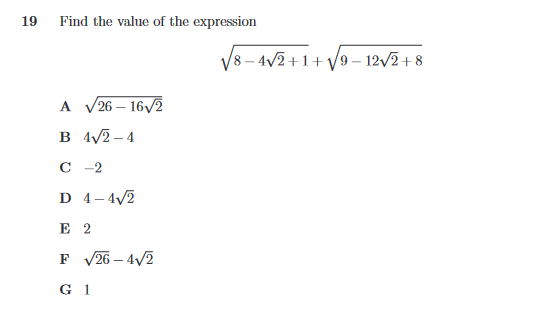 19 Find the value of the expression
√(8 − 4√2 + 1) + √(9 − 12√2 + 8)
A √(26 − 16√2)
B 4√2 − 4
C −2
D 4 − 4√2
E 2
F √26 − 4√2
G 1